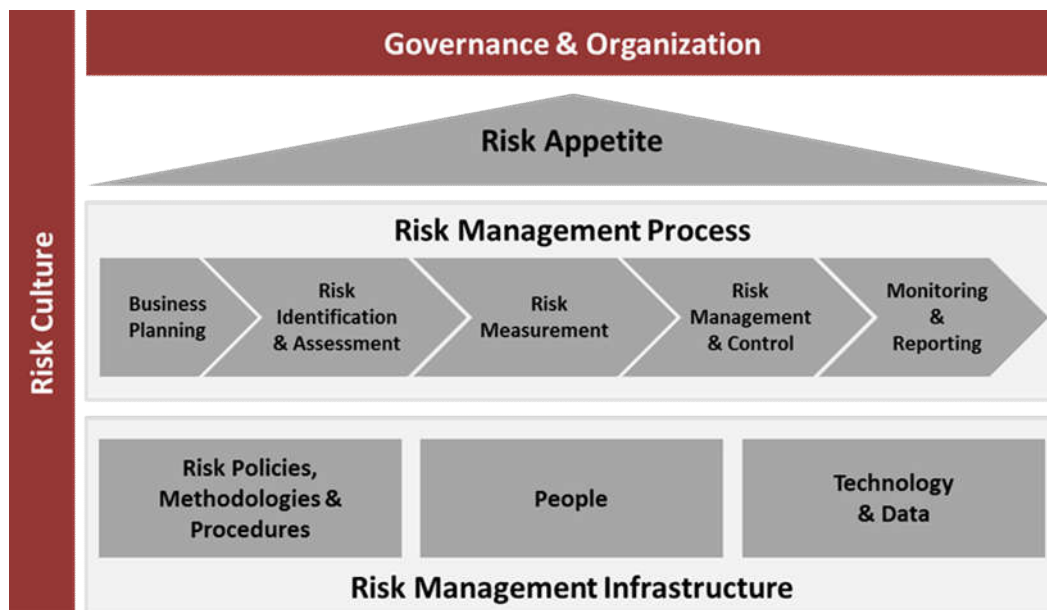 Governance & Organization
Risk Culture
Risk Appetite
Risk Management Process
Business
Planning
Risk
Identification
& Assessment
Risk
Measurement
Risk
Management
& Control
Monitoring
&
Reporting
Risk Policies,
Methodologies &
Procedures
People
Technology
& Data
Risk Management Infrastructure